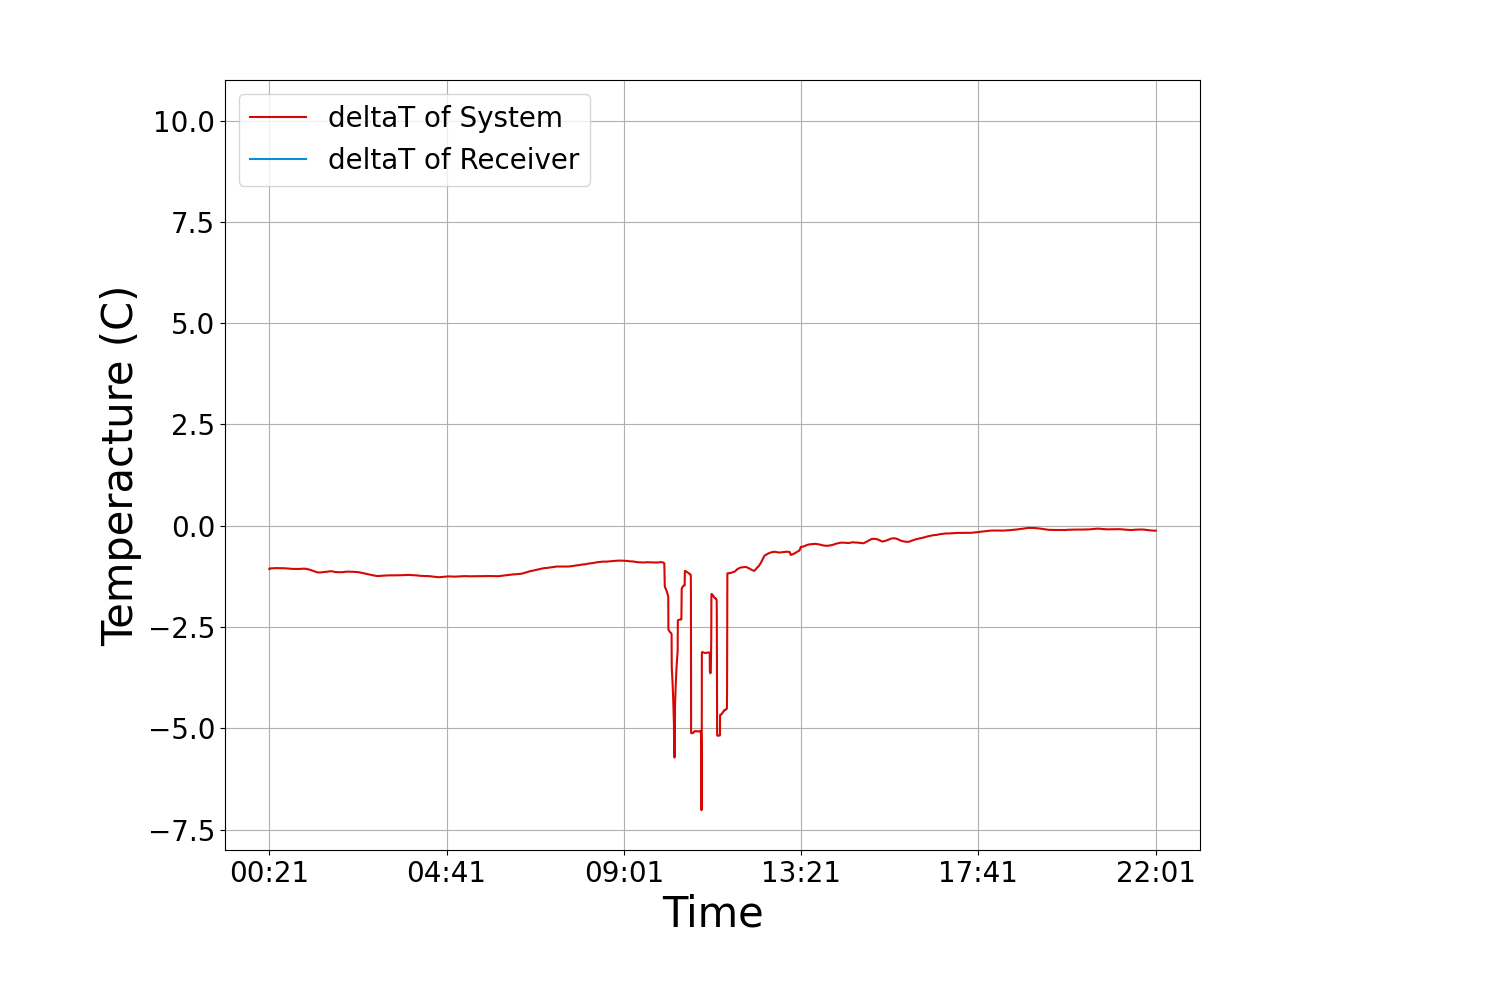 deltaT of System
deltaT of Receiver
10.0
7.5
5.0
2.5
0.0
−2.5
−5.0
−7.5
Temperacture (C)
00:21 04:41 09:01 13:21 17:41 22:01
Time